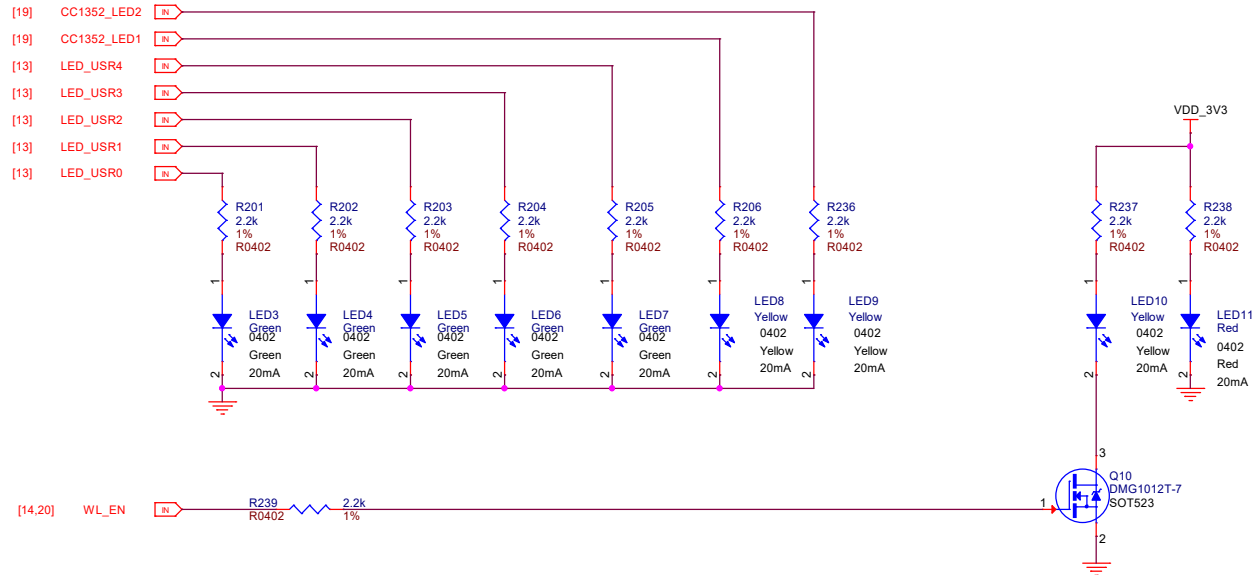 [19] CC1352_LED2 IN
[19] CC1352_LED1 IN
[13] LED_USR4 IN
[13] LED_USR3 IN
[13] LED_USR2 IN
[13] LED_USR1 IN
[13] LED_USR0 IN
VDD_3V3
R201
2.2k
1%
R0402
R202
2.2k
1%
R0402
R203
2.2k
1%
R0402
R204
2.2k
1%
R0402
R205
2.2k
1%
R0402
R206
2.2k
1%
R0402
R236
2.2k
1%
R0402
R237
2.2k
1%
R0402
R238
2.2k
1%
R0402
1
LED3
Green
0402
Green
20mA
2
1
LED4
Green
0402
Green
20mA
2
1
LED5
Green
0402
Green
20mA
2
1
LED6
Green
0402
Green
20mA
2
1
LED7
Green
0402
Green
20mA
2
1
LED8
Yellow
0402
Yellow
20mA
2
1
LED9
Yellow
0402
Yellow
20mA
2
1
LED10
Yellow
0402
Yellow
20mA
2
1
LED11
Red
0402
Red
20mA
2
[14,20] WL_EN IN
R239 2.2k
R0402 1%
1
3
Q10
DMG1012T-7
SOT523
2